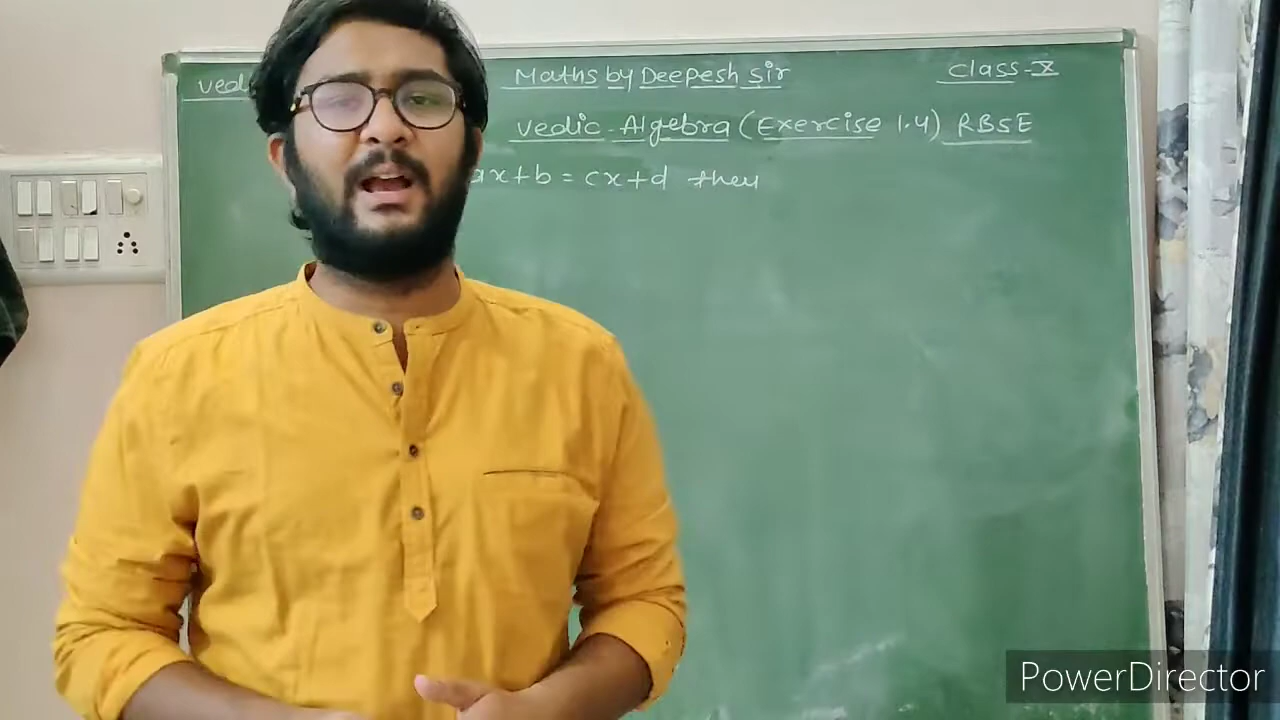 Maths by Deepesh Sir
Class-X
Vedic-Algebra (Exercise 1.4) RBSE
ax+b = cx+d then
PowerDirector